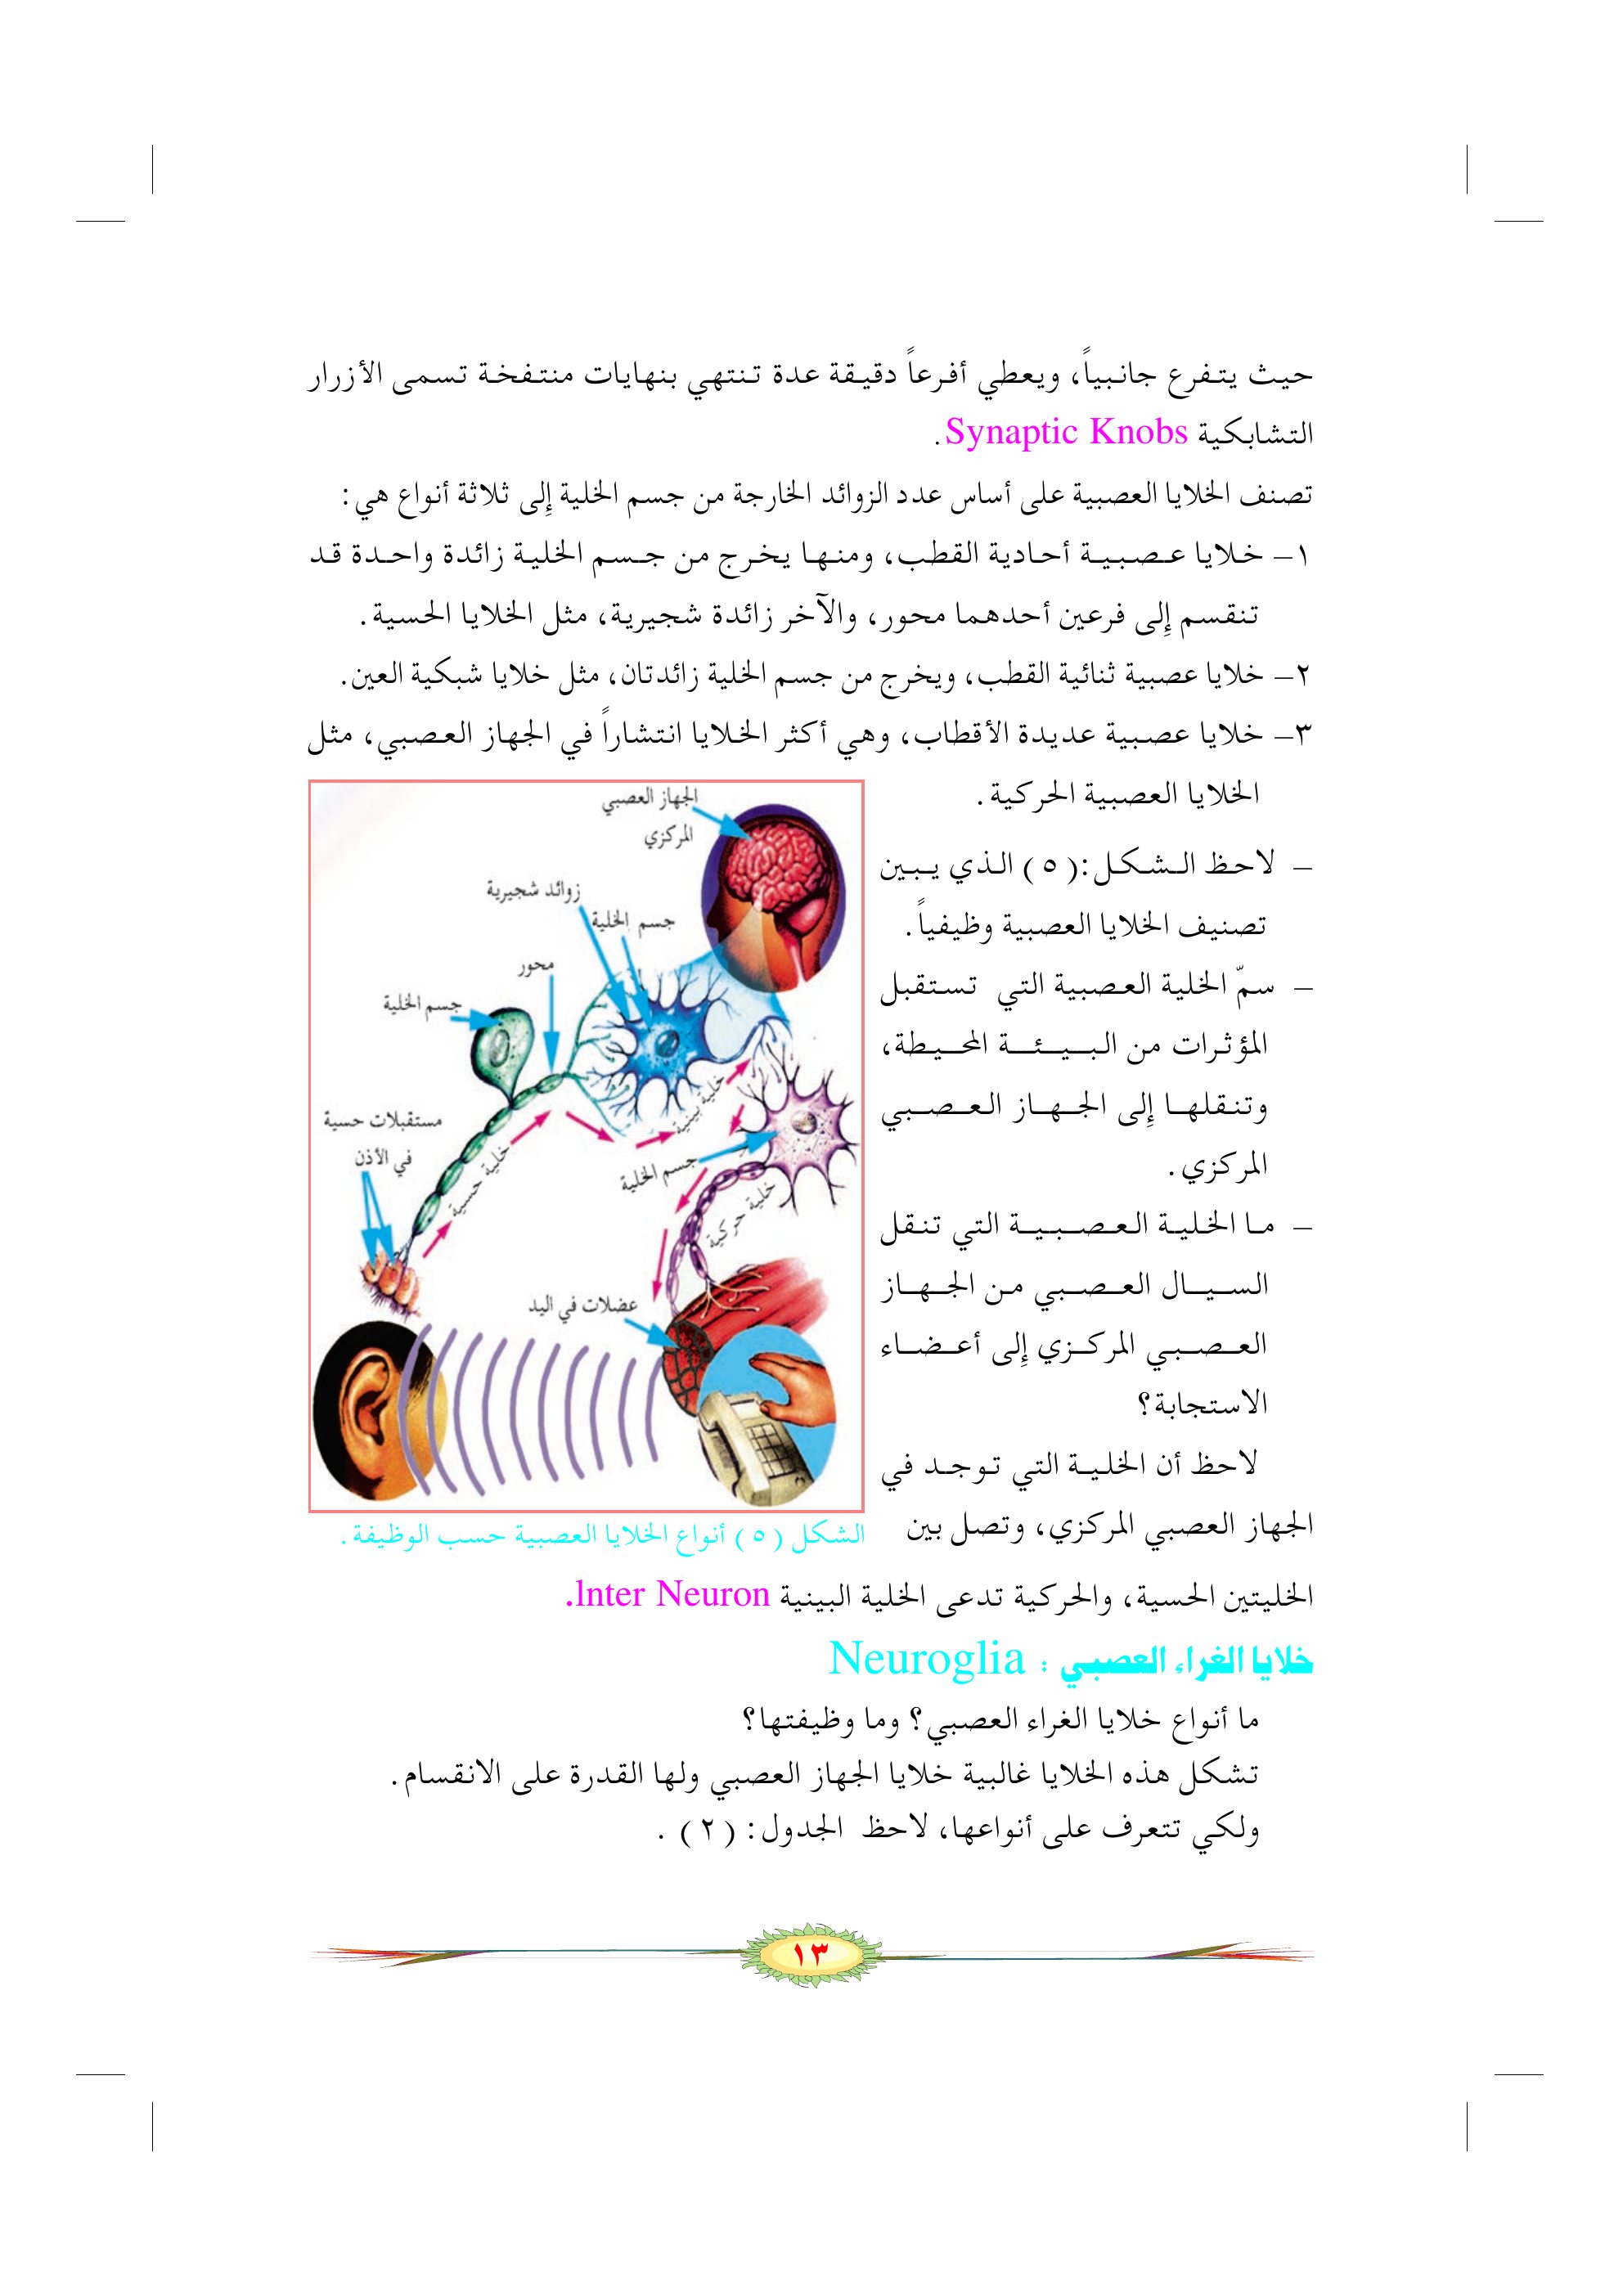 حيث يتفرع جانبياً، ويعطي أفرعاً دقيقة عدة تنتهي بنهايات منتفخة تسمى الأزرار
التشابكية Synaptic Knobs.
تصنف الخلايا العصبية على أساس عدد الزوائد الخارجة من جسم الخلية إلى ثلاثة أنواع هي:
١– خلايا عصبية أحادية القطب، ومنها يخرج من جسم الخلية زائدة واحدة قد
تنقسم إلى فرعين أحدهما محور، والآخر زائدة شجيرية، مثل الخلايا الحسية.
٢– خلايا عصبية ثنائية القطب، ويخرج من جسم الخلية زائدتان، مثل خلايا شبكية العين.
٣– خلايا عصبية عديدة الأقطاب، وهي أكثر الخلايا انتشاراً في الجهاز العصبي، مثل
الخلايا العصبية الحركية.
– لاحظ الشكل:(٥) الذي يبين
تصنيف الخلايا العصبية وظيفياً.
– سمّ الخلية العصبية التي تستقبل
المؤثرات من البيئة المحيطة،
وتنقلها إلى الجهاز العصبي
المركزي.
– ما الخلية العصبية التي تنقل
السيال العصبي من الجهاز
العصبي المركزي إلى أعضاء
الاستجابة؟
لاحظ أن الخلية التي توجد في
الجهاز العصبي المركزي، وتصل بين
الجهاز العصبي
المركزي
زوائد شجيرية
جسم الخلية
محور
جسم الخلية
خلية بينية
مستقبلات حسية
في الأذن
خلية حسية
جسم الخلية
خلية حركية
عضلات في اليد
الشكل (٥) أنواع الخلايا العصبية حسب الوظيفة.
الخليتين الحسية، والحركية تدعى الخلية البينية Inter Neuron.
خلايا الغراء العصبي : Neuroglia
ما أنواع خلايا الغراء العصبي؟ وما وظيفتها؟
تشكل هذه الخلايا غالبية خلايا الجهاز العصبي ولها القدرة على الانقسام.
ولكي تتعرف على أنواعها، لاحظ الجدول: (٢) .
١٣